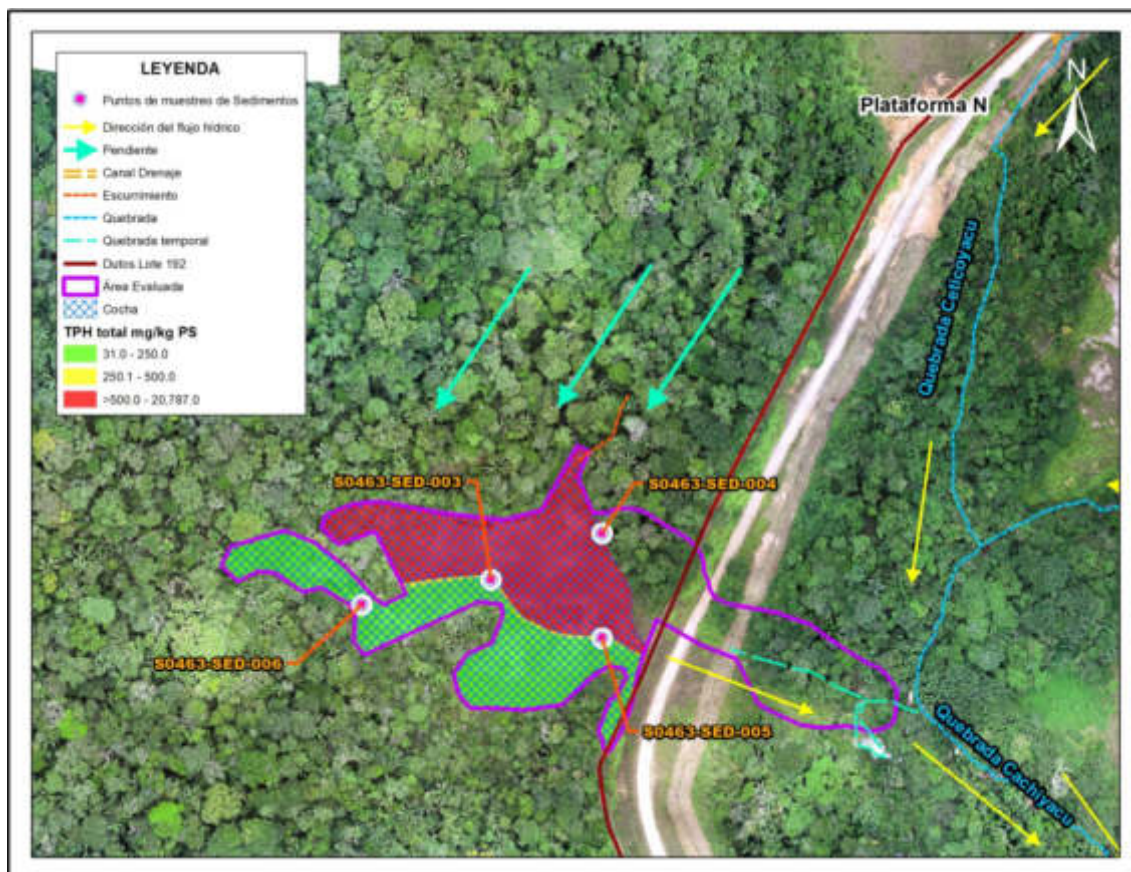 LEYENDA
Puntos de muestreo de Sedimentos
Dirección del flujo hídrico
Pendiente
Canal Drenaje
Escurrimiento
Quebrada
Quebrada temporal
Dutos Lote 192
Área Evaluada
Cocha
TPH total mg/kg PS
31.0 - 250.0
250.1 - 500.0
>500.0 - 20,787.0
Plataforma N
N
Quebrada Ceticoyacu
S0463-SED-003
S0463-SED-004
S0463-SED-006
S0463-SED-005
Quebrada Cachiyacu